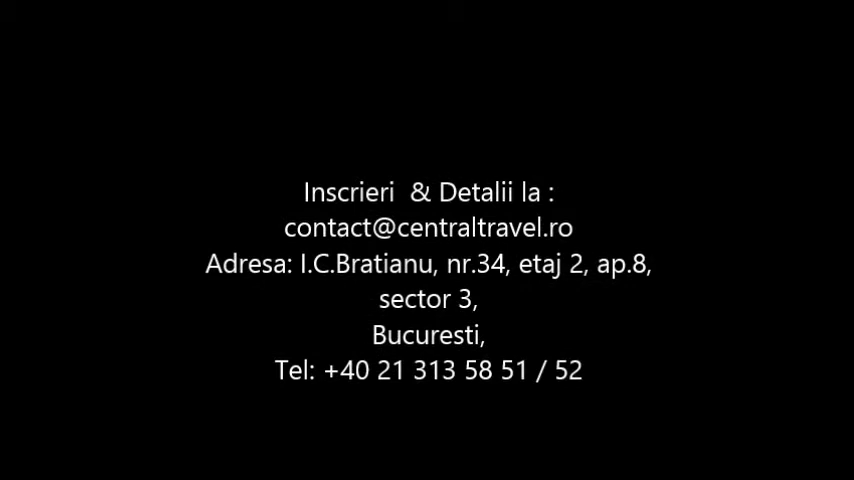 Inscrieri  & Detalii la :
contact@centraltravel.ro
Adresa: I.C.Bratianu, nr.34, etaj 2, ap.8,
sector 3,
Bucuresti,
Tel: +40 21 313 58 51 / 52